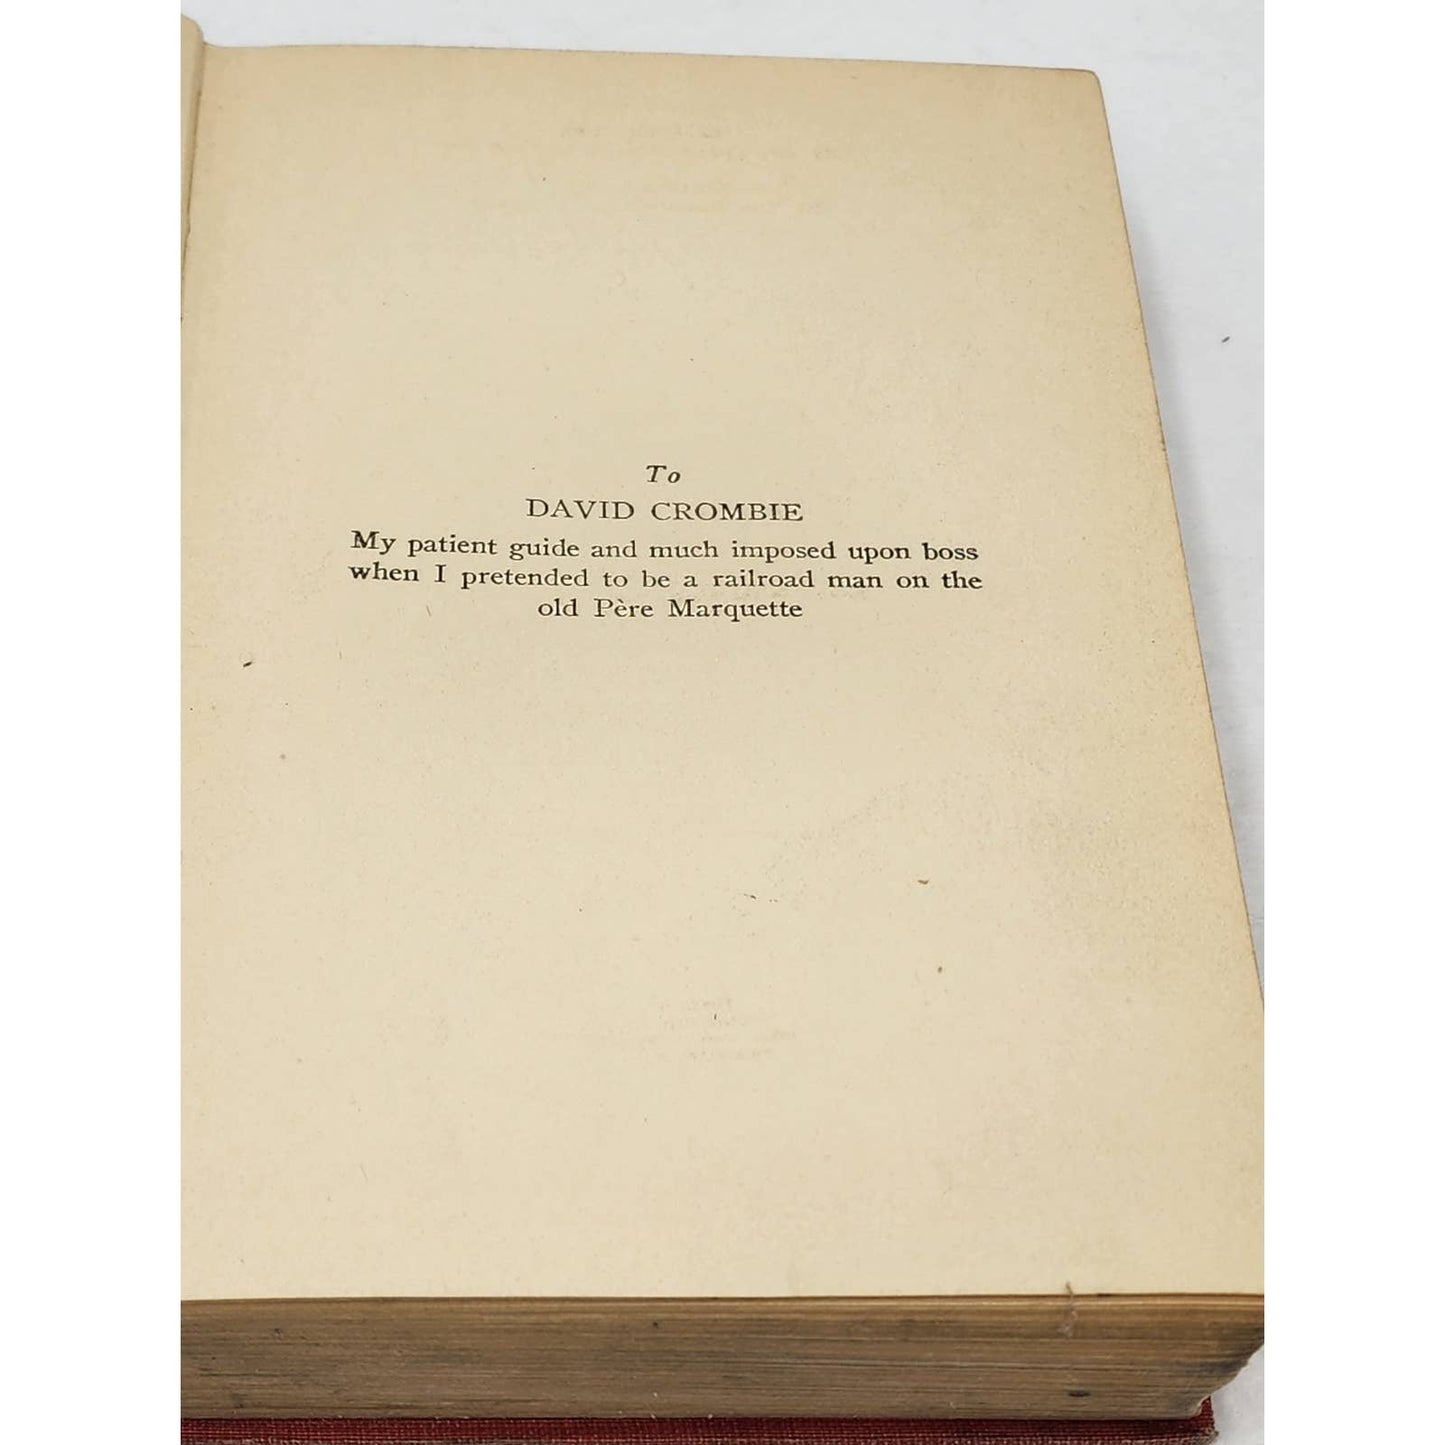 To
DAVID CROMBIE
My patient guide and much imposed upon boss
when I pretended to be a railroad man on the
old Père Marquette